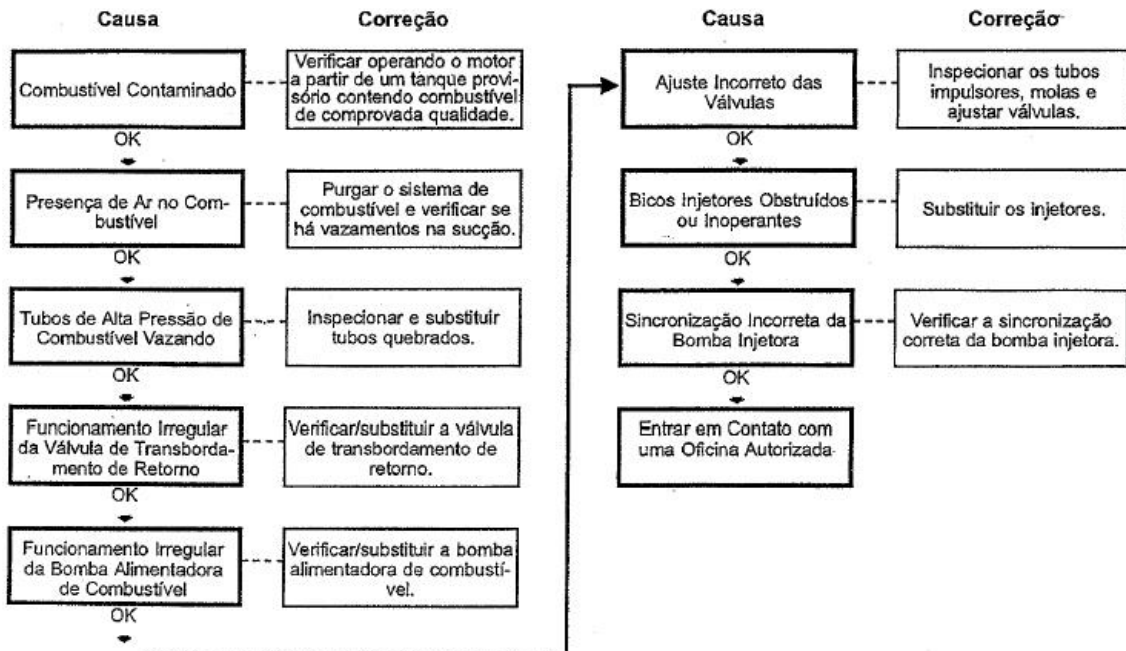 Causa
Correção
Combustível Contaminado
Verificar operando o motor
a partir de um tanque provi-
sório contendo combustível
de comprovada qualidade.
OK
Presença de Ar no Com-
bustível
Purgar o sistema de
combustível e verificar se
há vazamentos na sucção.
OK
Tubos de Alta Pressão de
Combustível Vazando
Inspecionar e substituir
tubos quebrados.
OK
Funcionamento Irregular
da Válvula de Transborda-
mento de Retorno
Verificar/substituir a válvula
de transbordamento de
retorno.
OK
Funcionamento Irregular
da Bomba Alimentadora
de Combustível
Verificar/substituir a bomba
alimentadora de combustí-
vel.
OK
Causa
Correção
Ajuste Incorreto das
Válvulas
Inspecionar os tubos
impulsores, molas e
ajustar válvulas.
OK
Bicos Injetores Obstruídos
ou Inoperantes
Substituir os injetores.
OK
Sincronização Incorreta da
Bomba Injetora
Verificar a sincronização
correta da bomba injetora.
OK
Entrar em Contato com
uma Oficina Autorizada